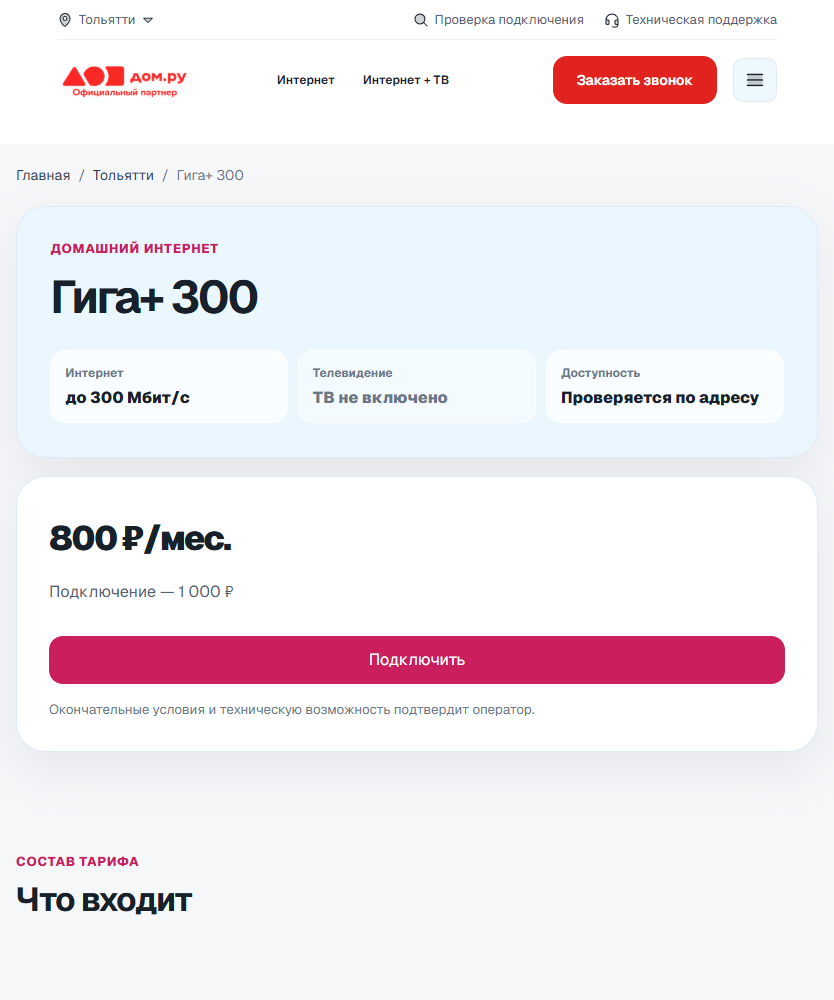 Тольятти
Проверка подключения
Техническая поддержка
дом.ру
Официальный партнер
Интернет
Интернет + ТВ
Заказать звонок
Главная / Тольятти / Гига+ 300
ДОМАШНИЙ ИНТЕРНЕТ
Гига+ 300
Интернет
до 300 Мбит/с
Телевидение
ТВ не включено
Доступность
Проверяется по адресу
800 ₽/мес.
Подключение — 1 000 ₽
Подключить
Окончательные условия и техническую возможность подтвердит оператор.
СОСТАВ ТАРИФА
Что входит